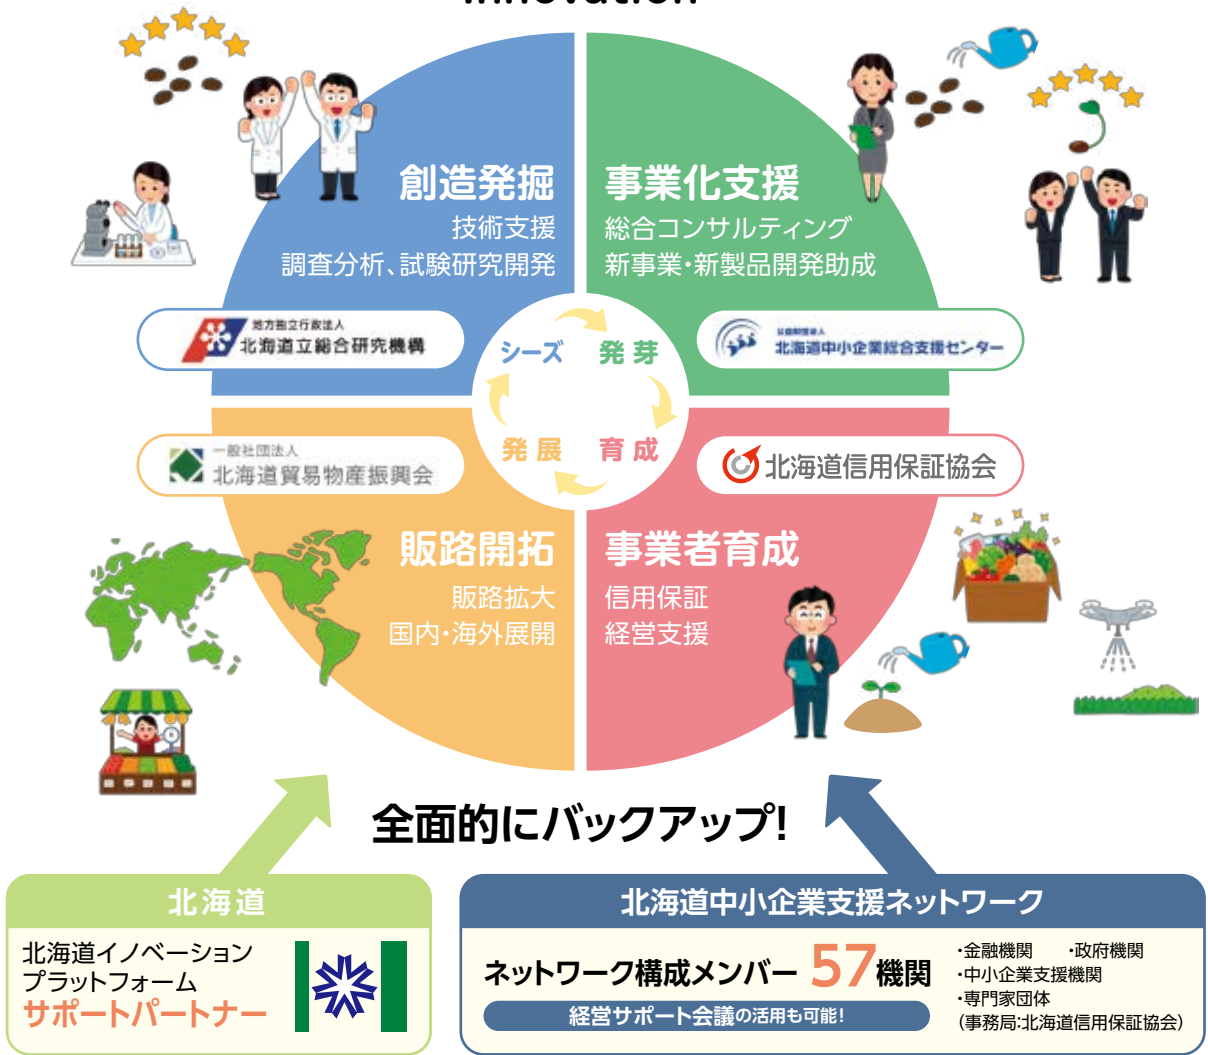 Innovation
創造発掘
技術支援
調査分析、試験研究開発
事業化支援
総合コンサルティング
新事業・新製品開発助成
地方独立行政法人
北海道立総合研究機構
公益財団法人
北海道中小企業総合支援センター
シーズ
発芽
発展
育成
一般社団法人
北海道貿易物産振興会
北海道信用保証協会
販路開拓
販路拡大
国内・海外展開
事業者育成
信用保証
経営支援
全面的にバックアップ!
北海道
北海道イノベーション
プラットフォーム
サポートパートナー
北海道中小企業支援ネットワーク
ネットワーク構成メンバー 57機関
経営サポート会議の活用も可能!
・金融機関 ・政府機関
・中小企業支援機関
・専門家団体
(事務局:北海道信用保証協会)